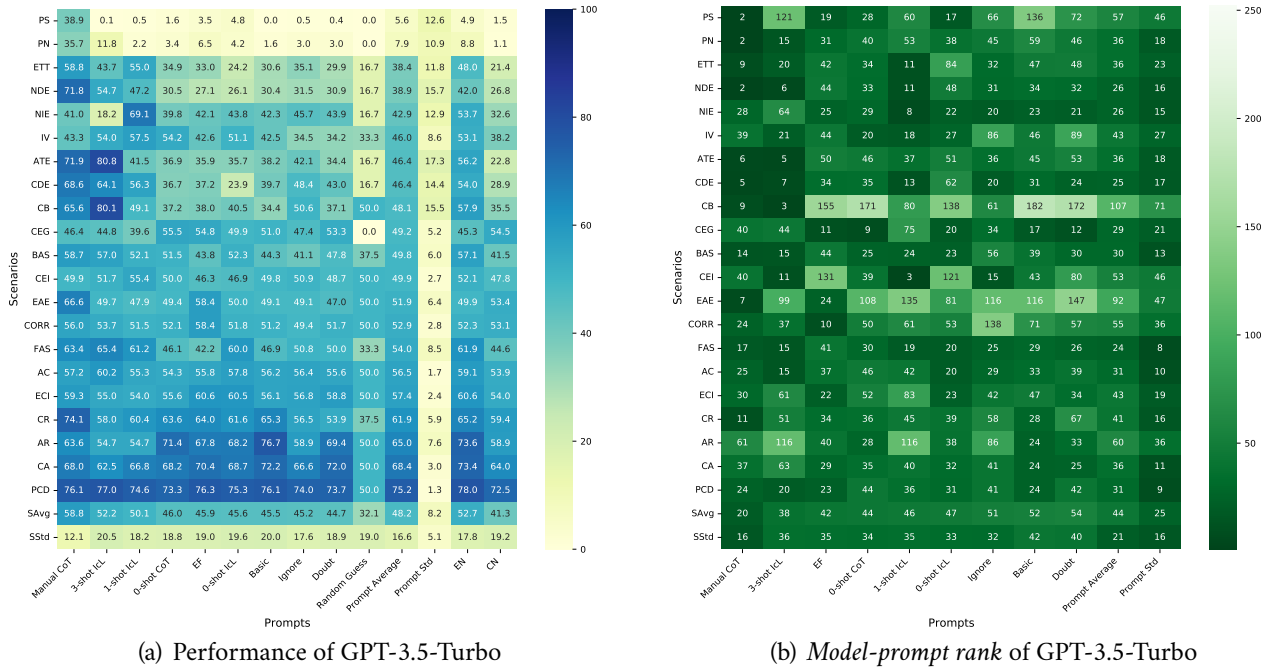 PS 38.9 0.1 0.5 1.6 0.5 4.8 0.0 0.5 0.4 0.0 5.6 12.6 4.9 1.5
PN 35.7 11.8 2.2 3.4 6.5 4.2 1.6 3.0 3.0 0.0 7.9 10.9 8.8 1.1
ETT 58.8 43.7 55.0 34.9 33.0 24.2 30.6 35.1 29.9 16.7 38.4 11.8 48.0 21.4
NDE 71.8 54.7 47.2 30.5 27.1 26.1 30.4 31.5 30.9 16.7 38.9 15.7 42.0 26.8
NIE 41.0 18.2 69.1 39.8 42.1 43.8 42.3 45.7 43.9 16.7 42.9 12.9 53.7 32.6
IV 43.3 54.0 57.5 54.2 42.6 51.1 42.5 34.5 34.2 33.3 46.0 8.6 53.1 38.2
ATE 71.9 80.8 41.5 36.9 35.9 35.7 38.2 42.1 34.4 16.7 46.4 17.3 56.2 22.8
CDE 68.6 64.1 56.3 36.7 37.2 23.9 39.7 48.4 43.0 16.7 46.4 14.4 54.0 28.9
CB 65.6 80.1 49.1 37.2 38.0 40.5 34.4 50.6 37.1 50.0 48.1 15.5 57.9 35.5
CEG 46.4 44.8 39.6 55.5 54.8 49.9 51.0 47.4 53.3 0.0 49.2 5.2 45.3 54.5
BAS 58.7 57.0 52.1 51.5 43.8 52.3 44.3 41.1 47.8 37.5 49.8 6.0 57.1 41.5
CEI 49.9 51.7 55.4 50.0 46.3 46.9 49.8 50.9 48.7 50.0 49.9 2.7 52.1 47.8
EAE 66.6 49.7 47.9 49.4 58.4 50.0 49.1 49.1 47.0 50.0 51.9 6.4 49.9 53.4
CORR 56.0 53.7 51.5 52.1 58.4 51.8 51.2 49.4 51.7 50.0 52.9 2.8 52.3 53.1
FAS 63.4 65.4 61.2 46.1 42.2 60.0 46.9 50.8 50.0 33.3 54.0 8.5 61.9 44.6
AC 57.2 60.2 55.3 54.3 55.8 57.8 56.2 56.4 55.6 50.0 56.5 1.7 59.1 53.9
ECI 59.3 55.0 54.0 55.6 60.6 60.5 56.1 56.8 58.8 50.0 57.4 2.4 60.6 54.0
CR 74.1 58.0 60.4 63.6 64.0 61.6 65.3 56.5 53.9 37.5 61.9 5.9 65.2 59.4
AR 63.6 54.7 54.7 71.4 67.8 68.2 76.7 58.9 69.4 50.0 65.0 7.6 73.6 58.9
CA 68.0 62.5 66.8 68.2 70.4 68.7 72.2 66.6 72.0 50.0 68.4 3.0 73.4 64.0
PCD 76.1 77.0 74.6 73.3 76.3 75.3 76.1 74.0 73.7 50.0 75.2 1.3 78.0 72.5
SAvg 58.8 52.2 50.1 46.0 45.9 45.6 45.5 45.2 44.7 32.1 48.2 8.2 52.7 41.3
SStd 12.1 20.5 18.2 18.8 19.0 19.6 20.0 17.6 18.9 19.0 16.6 5.1 17.8 19.2
Scenarios
Manual CoT 3-shot IcL 1-shot IcL 0-shot CoT EF 0-shot IcL Basic Ignore Doubt Random Guess Prompt Average Prompt Std EN CN
Prompts
100
80
60
40
20
0
(a) Performance of GPT-3.5-Turbo
PS 2 121 19 28 60 17 66 136 72 57 46
PN 2 15 31 40 53 38 45 59 46 36 18
ETT 9 20 42 34 11 84 32 47 48 36 23
NDE 2 6 44 33 11 48 31 34 32 26 16
NIE 28 64 25 29 8 22 20 23 21 26 15
IV 39 21 44 20 18 27 86 46 89 43 27
ATE 6 5 50 46 37 51 36 45 53 36 18
CDE 5 7 34 35 13 62 20 31 24 25 17
CB 9 3 155 171 80 138 61 182 172 107 71
CEG 40 44 11 9 75 20 34 17 12 29 21
BAS 14 15 44 25 24 23 56 39 30 30 13
CEI 40 11 131 39 3 121 15 43 80 53 46
EAE 7 99 24 108 135 81 116 116 147 92 47
CORR 24 37 10 50 61 53 138 71 57 55 36
FAS 17 15 41 30 19 20 25 29 26 24 8
AC 25 15 37 46 42 20 33 39 39 33 10
ECI 30 61 22 52 83 23 42 47 34 43 19
CR 11 51 34 36 45 39 58 28 67 41 16
AR 61 116 40 28 116 38 86 24 33 60 36
CA 37 63 29 35 40 32 41 24 25 36 11
PCD 24 20 23 44 36 31 41 24 42 31 9
SAvg 20 38 42 44 46 47 51 52 54 44 25
SStd 16 36 35 34 35 33 32 42 40 21 16
Scenarios
Manual CoT 3-shot IcL EF 0-shot CoT 1-shot IcL 0-shot IcL Ignore Basic Doubt Prompt Average Prompt Std
Prompts
250
200
150
100
50
(b) Model-prompt rank of GPT-3.5-Turbo